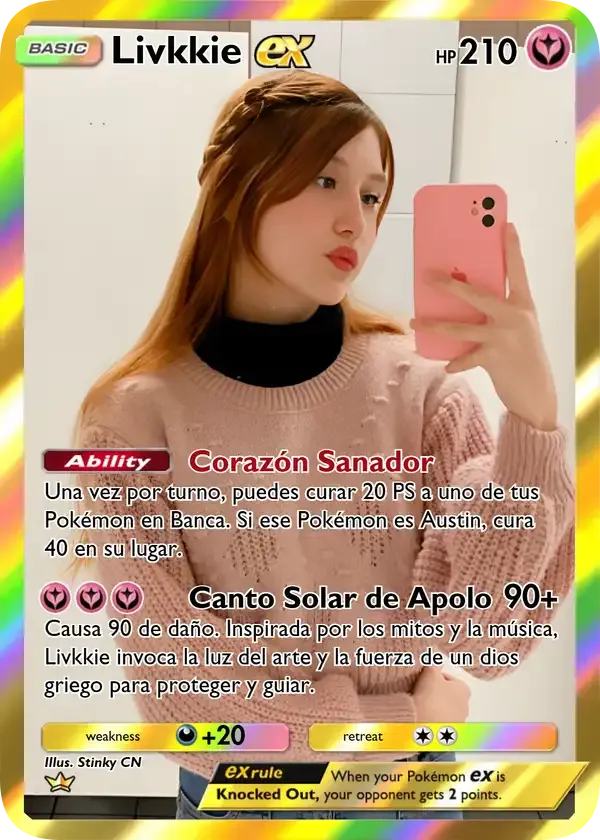 BASIC Livkkie ex HP 210
Ability Corazón Sanador
Una vez por turno, puedes curar 20 PS a uno de tus
Pokémon en Banca. Si ese Pokémon es Austin, cura
40 en su lugar.
Canto Solar de Apolo 90+
Causa 90 de daño. Inspirada por los mitos y la música,
Livkkie invoca la luz del arte y la fuerza de un dios
griego para proteger y guiar.
weakness +20 retreat
Illus. Stinky CN
ex rule When your Pokémon ex is
Knocked Out, your opponent gets 2 points.